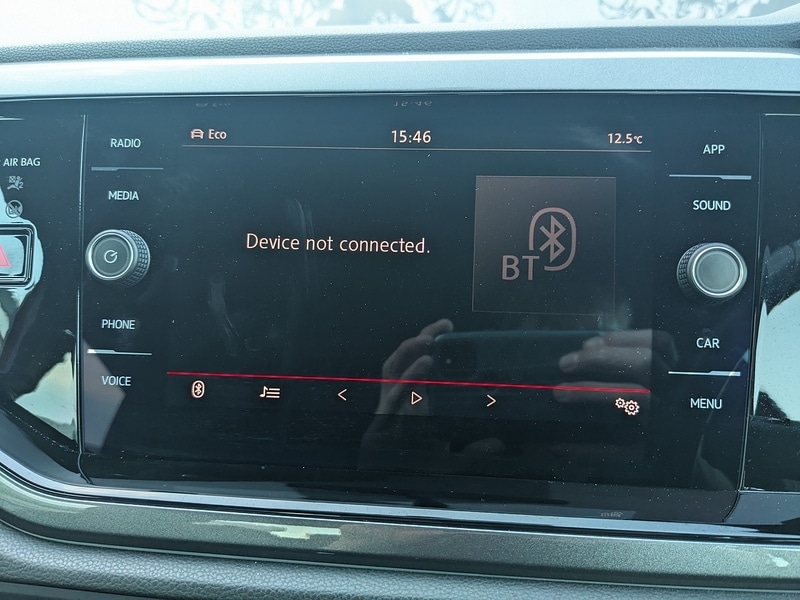 Eco
15:46
12.5°C
AIR BAG
RADIO
MEDIA
PHONE
VOICE
Device not connected.
BT
APP
SOUND
CAR
MENU